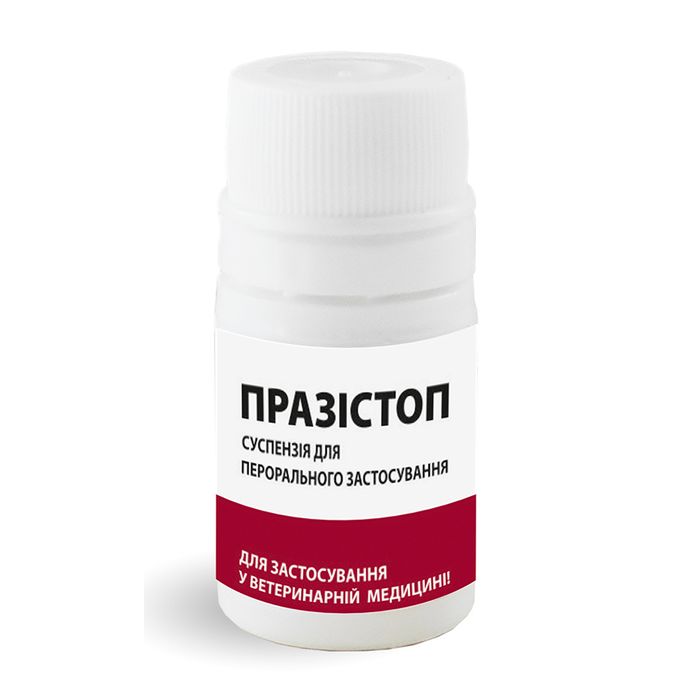 ПРАЗІСТОП
СУСПЕНЗІЯ ДЛЯ
ПЕРОРАЛЬНОГО ЗАСТОСУВАННЯ
ДЛЯ ЗАСТОСУВАННЯ
У ВЕТЕРИНАРНІЙ МЕДИЦИНІ!